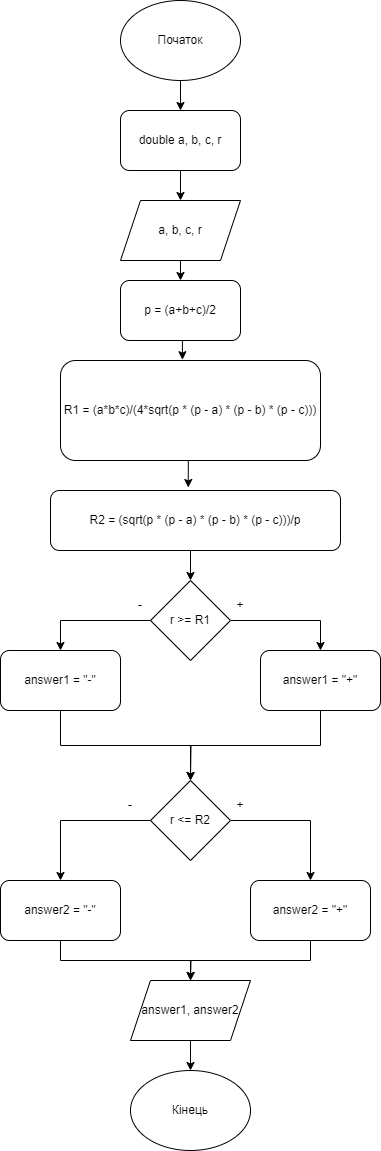 Початок
double a, b, c, r
a, b, c, r
p = (a+b+c)/2
R1 = (a*b*c)/(4*sqrt(p * (p - a) * (p - b) * (p - c)))
R2 = (sqrt(p * (p - a) * (p - b) * (p - c)))/p
- +
r >= R1
answer1 = "-" answer1 = "+"
- +
r <= R2
answer2 = "-" answer2 = "+"
answer1, answer2
Кінець